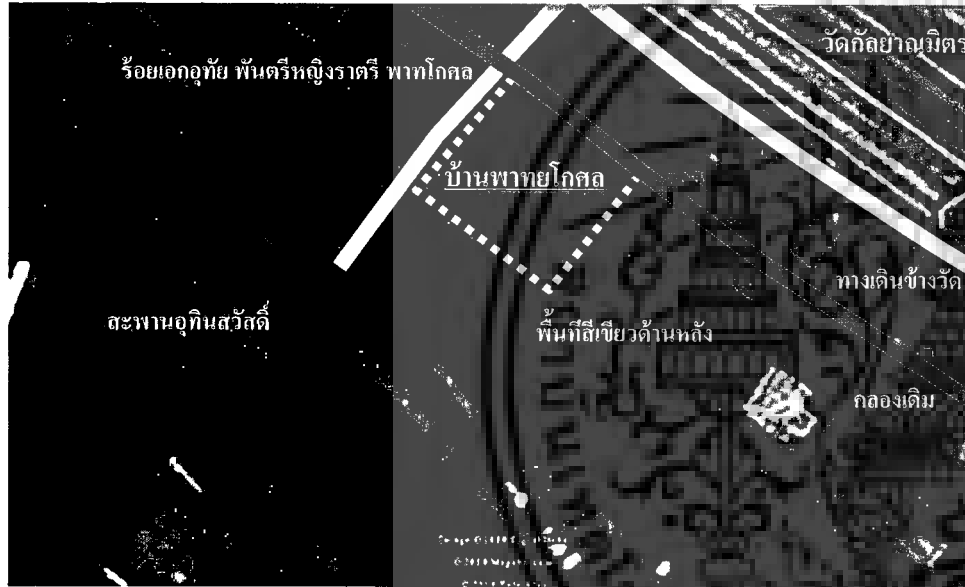 วัดกัลยาณมิตร
ร้อยเอกอุทัย พันตรีหญิงราตรี พาทโกศล
บ้านพาทยโกศล
ทางเดินข้างวัด
สะพานอุทินสวัสดิ์
พื้นที่สีเขียวด้านหลัง
คลองเดิม